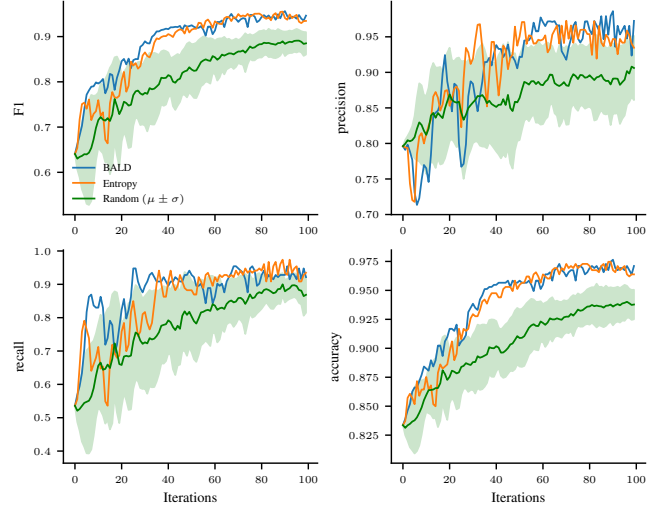 0.9
0.8
0.7
0.6
F1
BALD
Entropy
Random (μ ± σ)
0 20 40 60 80 100
0.95
0.90
0.85
0.80
0.75
0.70
precision
0 20 40 60 80 100
1.0
0.9
0.8
0.7
0.6
0.5
0.4
recall
0 20 40 60 80 100
Iterations
0.975
0.950
0.925
0.900
0.875
0.850
0.825
accuracy
0 20 40 60 80 100
Iterations